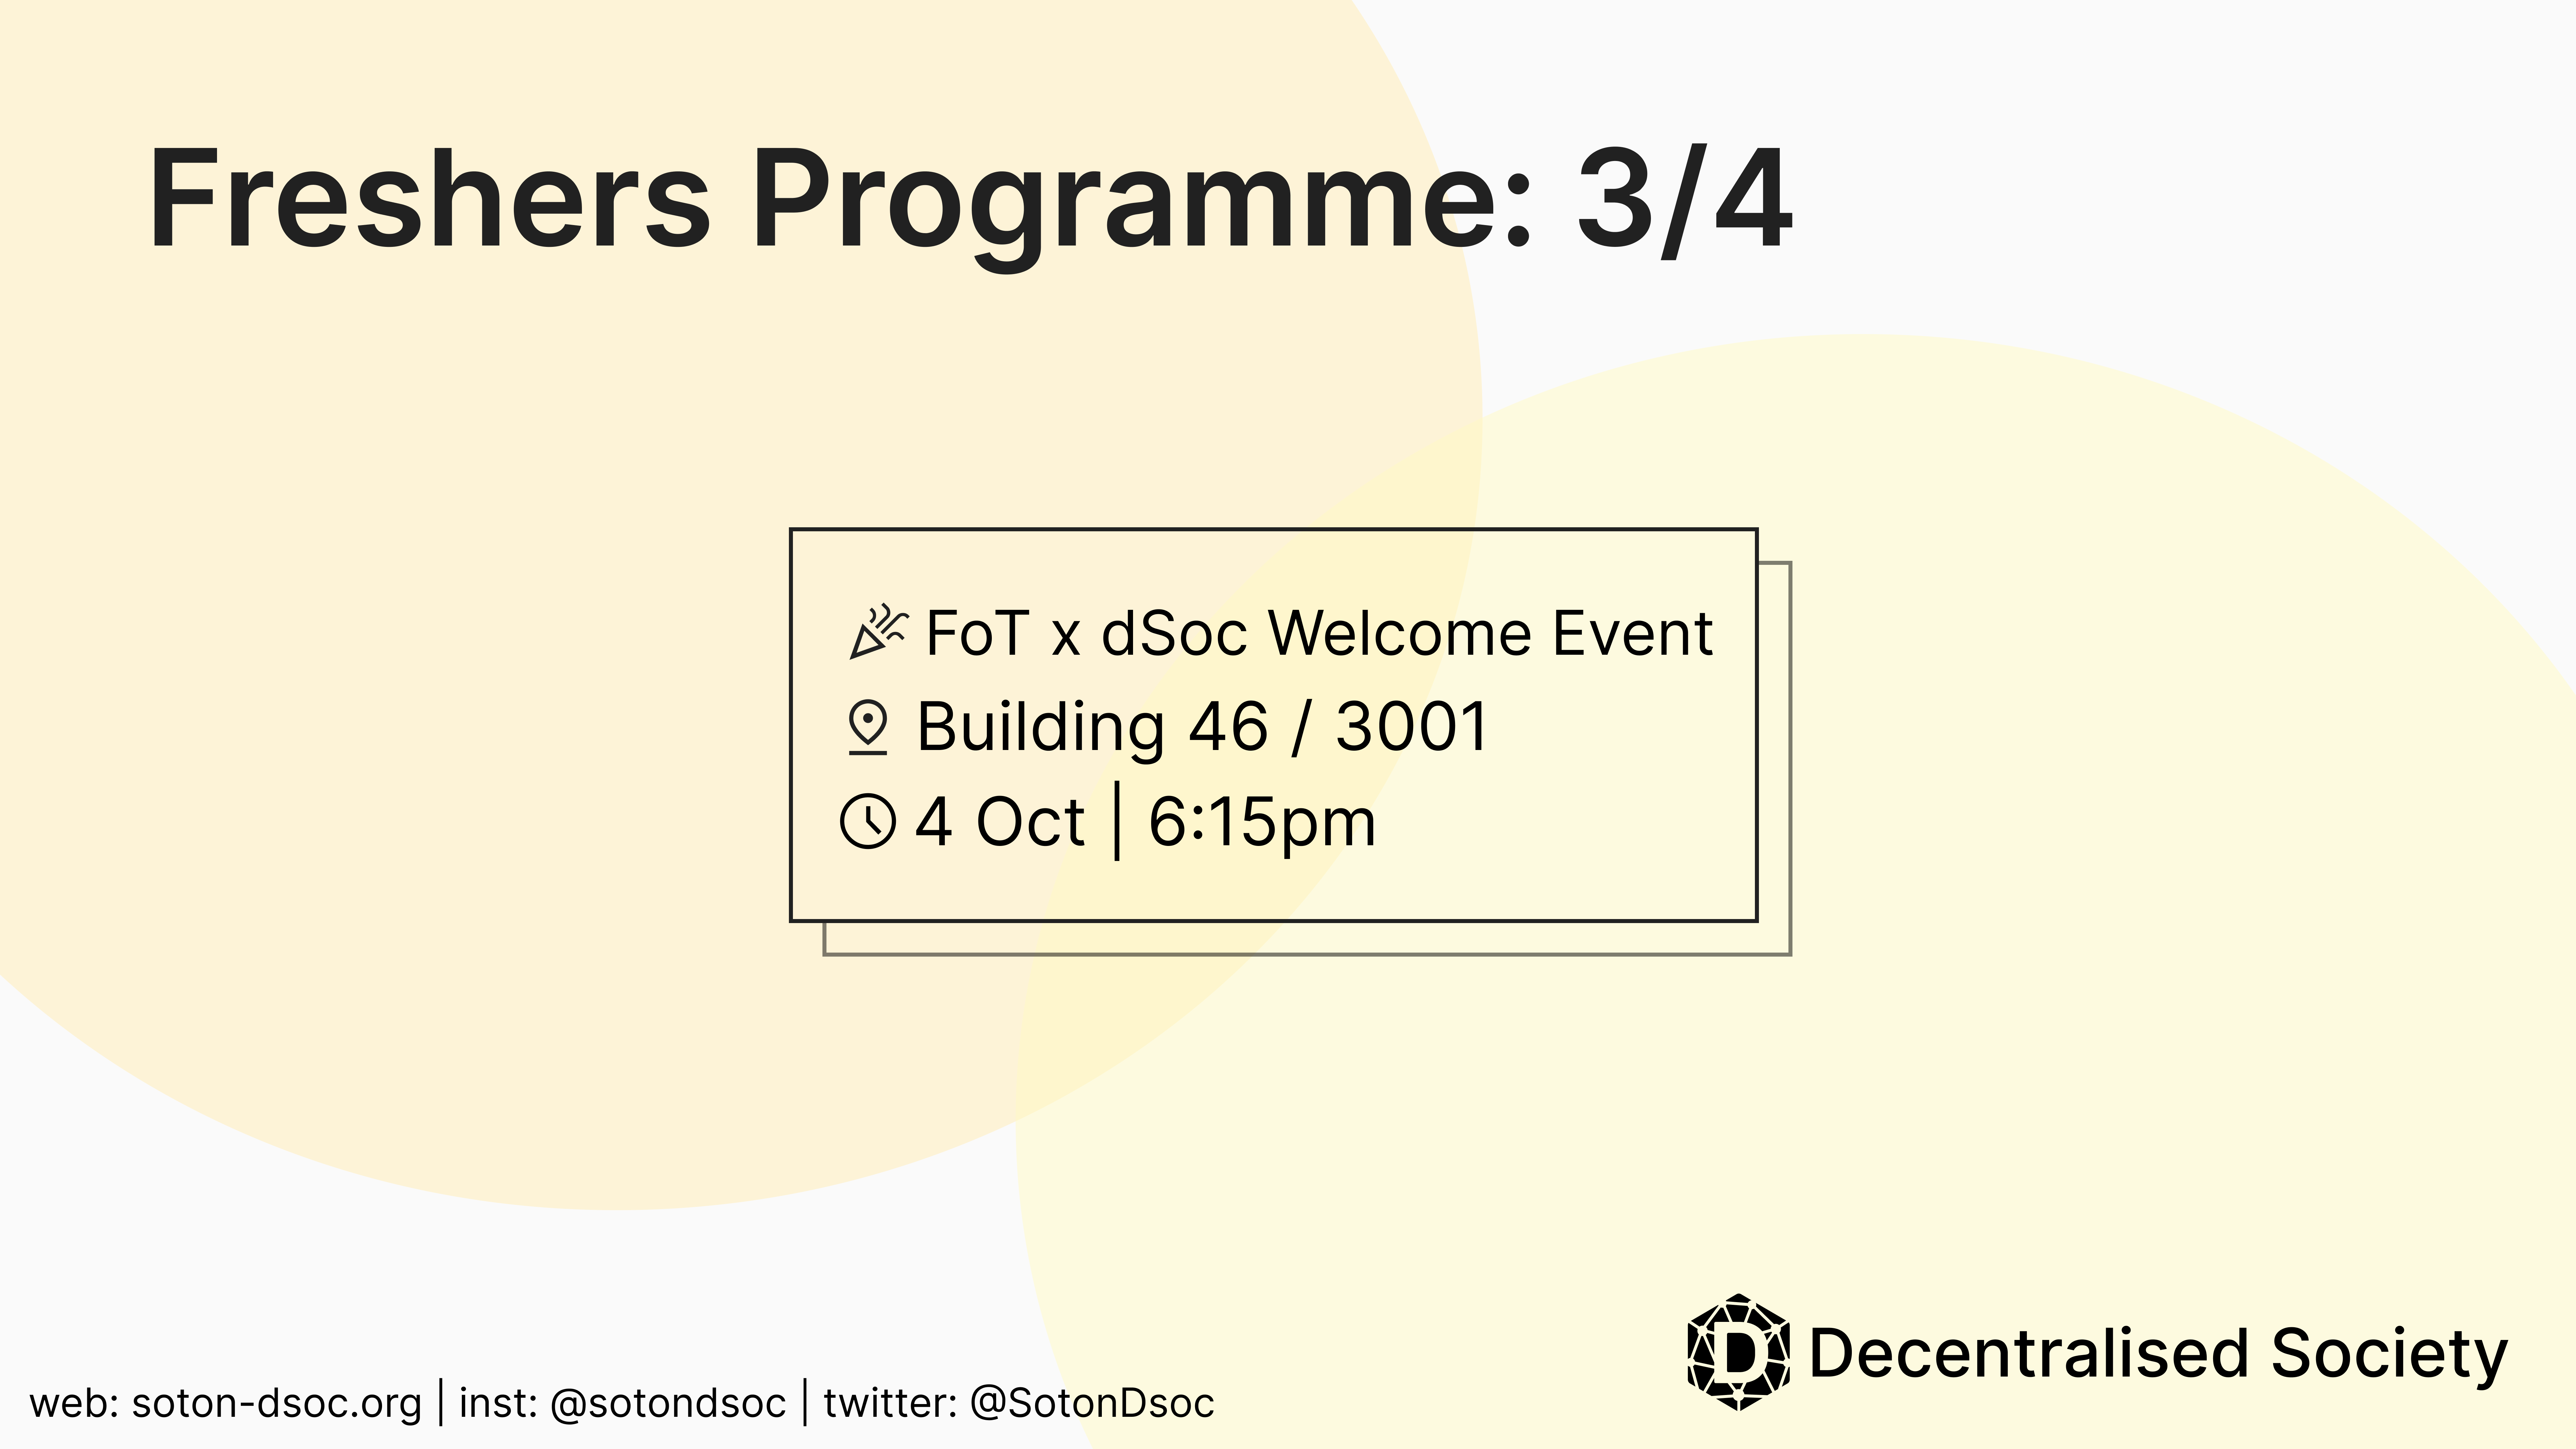 Freshers Programme: 3/4
FoT x dSoc Welcome Event
Building 46 / 3001
4 Oct | 6:15pm
D Decentralised Society
web: soton-dsoc.org | inst: @sotondsoc | twitter: @SotonDsoc